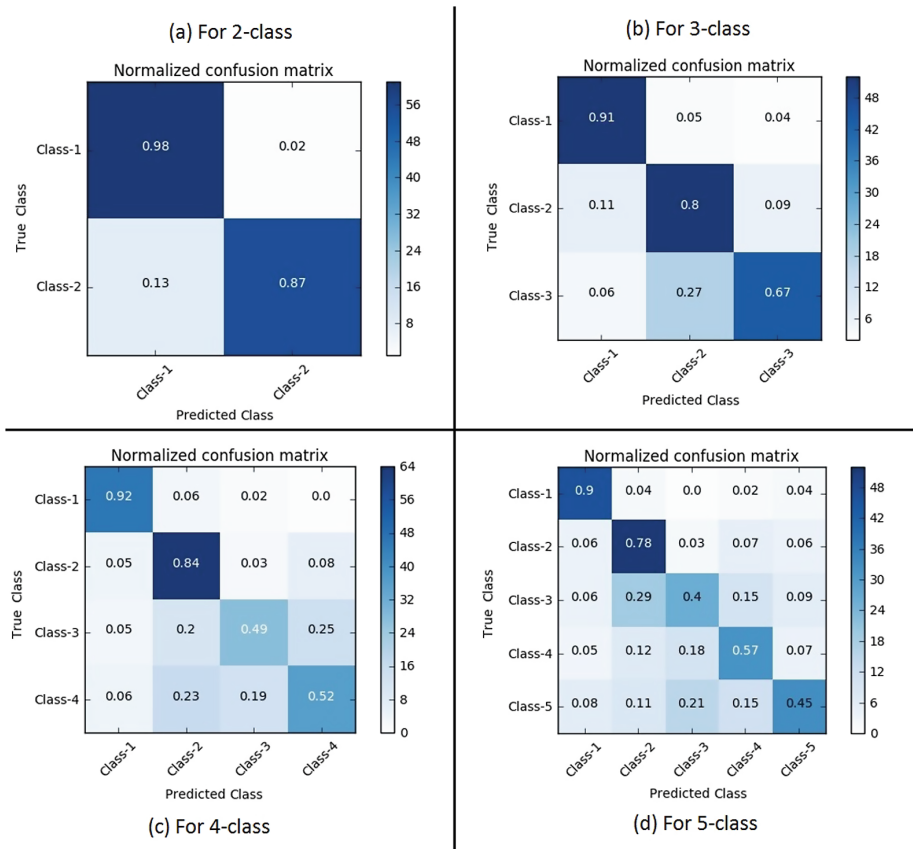 (a) For 2-class
Normalized confusion matrix
Class-1
0.98
0.02
Class-2
0.13
0.87
True Class
Class-1
Class-2
Predicted Class
56
48
40
32
24
16
8
(b) For 3-class
Normalized confusion matrix
Class-1
0.91
0.05
0.04
Class-2
0.11
0.8
0.09
Class-3
0.06
0.27
0.67
True Class
Class-1
Class-2
Class-3
Predicted Class
48
42
36
30
24
18
12
6
Normalized confusion matrix
Class-1
0.92
0.06
0.02
0.0
Class-2
0.05
0.84
0.03
0.08
Class-3
0.05
0.2
0.49
0.25
Class-4
0.06
0.23
0.19
0.52
True Class
Class-1
Class-2
Class-3
Class-4
Predicted Class
64
56
48
40
32
24
16
8
0
(c) For 4-class
Normalized confusion matrix
Class-1
0.9
0.04
0.0
0.02
0.04
Class-2
0.06
0.78
0.03
0.07
0.06
Class-3
0.06
0.29
0.4
0.15
0.09
Class-4
0.05
0.12
0.18
0.57
0.07
Class-5
0.08
0.11
0.21
0.15
0.45
True Class
Class-1
Class-2
Class-3
Class-4
Class-5
Predicted Class
48
42
36
30
24
18
12
6
0
(d) For 5-class